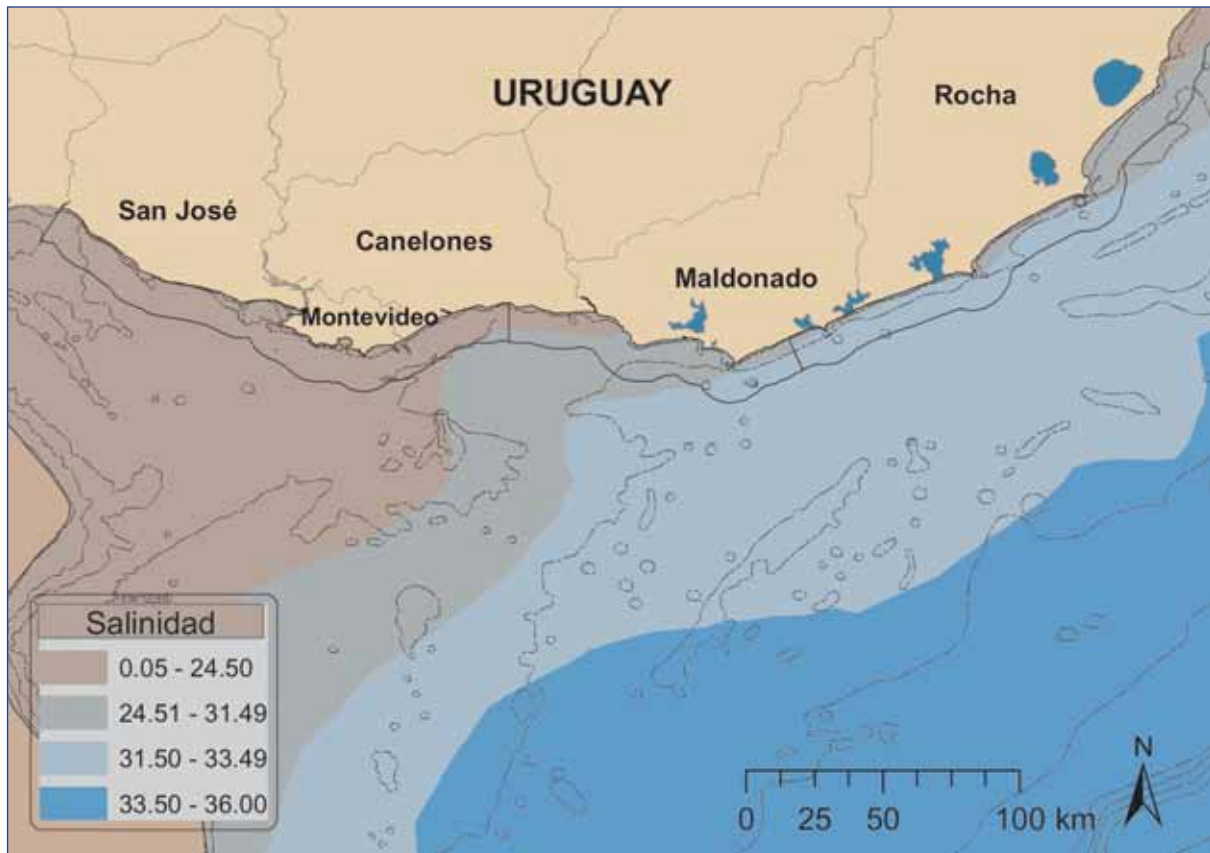 URUGUAY
Rocha
San José
Canelones
Maldonado
Montevideo
Salinidad
0.05 - 24.50
24.51 - 31.49
31.50 - 33.49
33.50 - 36.00
N
0 25 50 100 km